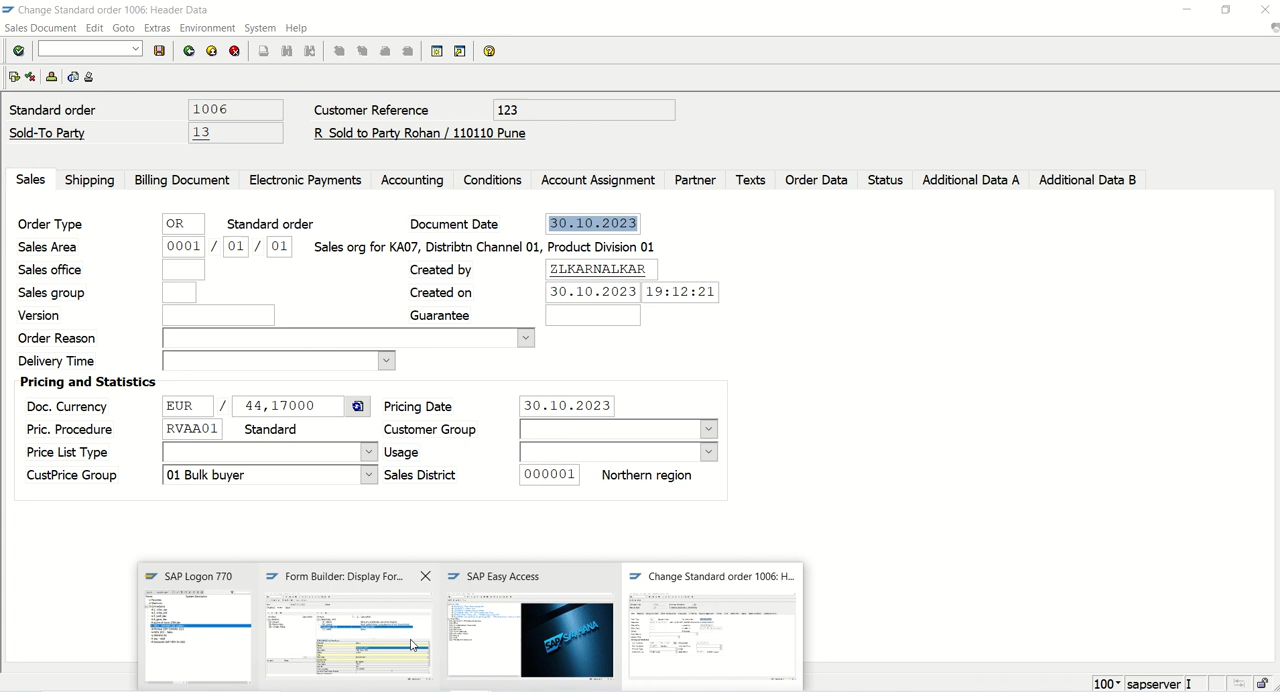 Change Standard order 1006: Header Data
Sales Document Edit Goto Extras Environment System Help
Standard order 1006 Customer Reference 123
Sold-To Party 13 R Sold to Party Rohan / 110110 Pune
Sales Shipping Billing Document Electronic Payments Accounting Conditions Account Assignment Partner Texts Order Data Status Additional Data A Additional Data B
Order Type OR Standard order Document Date 30.10.2023
Sales Area 0001 / 01 / 01 Sales org for KA07, Distribtn Channel 01, Product Division 01
Sales office Created by ZLKARNALKAR
Sales group Created on 30.10.2023 19:12:21
Version Guarantee
Order Reason
Delivery Time
Pricing and Statistics
Doc. Currency EUR / 44,17000 Pricing Date 30.10.2023
Pric. Procedure RVAA01 Standard Customer Group
Price List Type Usage
CustPrice Group 01 Bulk buyer Sales District 000001 Northern region
SAP Logon 770 Form Builder: Display For... SAP Easy Access Change Standard order 1006: H...
100 sapserver